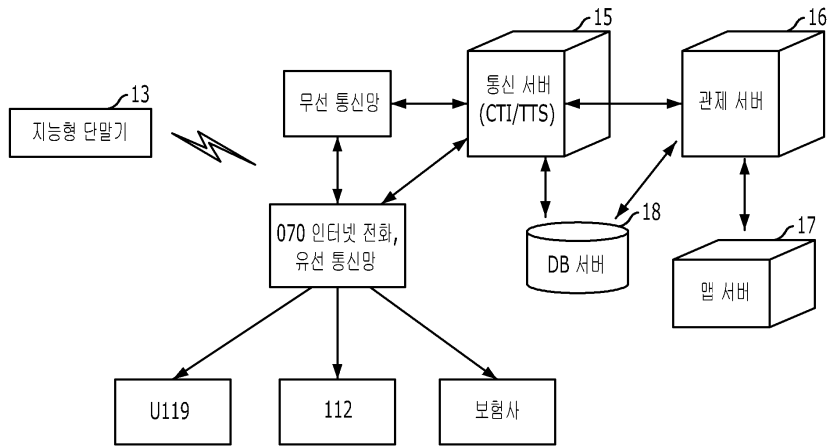 13
지능형 단말기
무선 통신망
15
통신 서버
(CTI/TTS)
16
관제 서버
070 인터넷 전화,
유선 통신망
18
DB 서버
17
맵 서버
U119
112
보험사